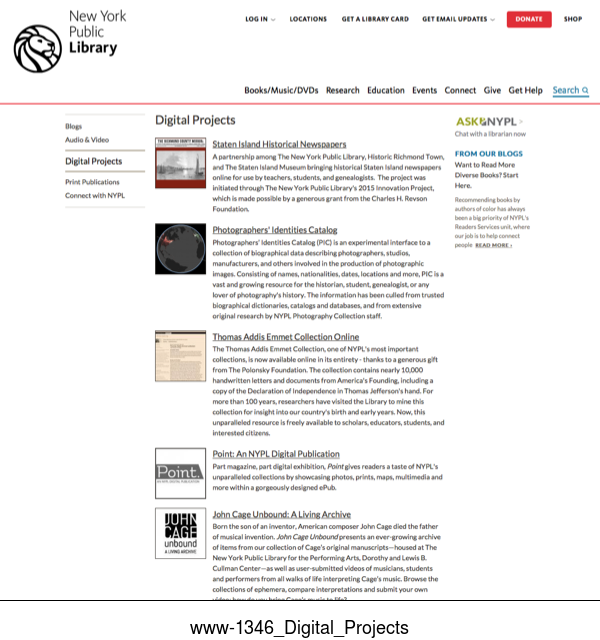 New York
Public
Library
LOG IN
LOCATIONS
GET A LIBRARY CARD
GET EMAIL UPDATES
DONATE
SHOP
Books/Music/DVDs Research Education Events Connect Give Get Help Search
Blogs
Audio & Video
Digital Projects
Print Publications
Connect with NYPL
Digital Projects
Staten Island Historical Newspapers
A partnership among The New York Public Library, Historic Richmond Town,
and The Staten Island Museum bringing historical Staten Island newspapers
online for use by teachers, students, and genealogists. The project was
initiated through The New York Public Library's 2015 Innovation Project,
which is made possible by a generous grant from the Charles H. Revson
Foundation.
Photographers' Identities Catalog
Photographers' Identities Catalog (PIC) is an experimental interface to a
collection of biographical data describing photographers, studios,
manufacturers, and others involved in the production of photographic
images. Consisting of names, nationalities, dates, locations and more, PIC is a
vast and growing resource for the historian, student, genealogist, or any
lover of photography's history. The information has been culled from trusted
biographical dictionaries, catalogs and databases, and from extensive
original research by NYPL Photography Collection staff.
Thomas Addis Emmet Collection Online
The Thomas Addis Emmet Collection, one of NYPL's most important
collections, is now available online in its entirety - thanks to a generous gift
from The Polonsky Foundation. The collection contains nearly 10,000
handwritten letters and documents from America's Founding, including a
copy of the Declaration of Independence in Thomas Jefferson's hand. For
more than 100 years, researchers have visited the Library to mine this
collection for insight into our country's birth and early years. Now, this
unparalleled resource is freely available to scholars, educators, students, and
interested citizens.
Point.
Point: An NYPL Digital Publication
Part magazine, part digital exhibition, Point gives readers a taste of NYPL's
unparalleled collections by showcasing photos, prints, maps, multimedia and
more within a gorgeously designed ePub.
JOHN
CAGE
unbound
A LIVING ARCHIVE
John Cage Unbound: A Living Archive
Born the son of an inventor, American composer John Cage died the father
of musical invention. John Cage Unbound presents an ever-growing archive
of items from our collection of Cage's original manuscripts—housed at The
New York Public Library for the Performing Arts, Dorothy and Lewis B.
Cullman Center—as well as user-submitted videos of musicians, students
and performers from all walks of life interpreting Cage's music. Browse the
collections of ephemera, compare interpretations and submit your own
ASK NYPL >
Chat with a librarian now
FROM OUR BLOGS
Want to Read More
Diverse Books? Start
Here.
Recommending books by
authors of color has always
been a big priority of NYPL's
Readers Services unit, where
our job is to help connect
people READ MORE ›
www-1346_Digital_Projects